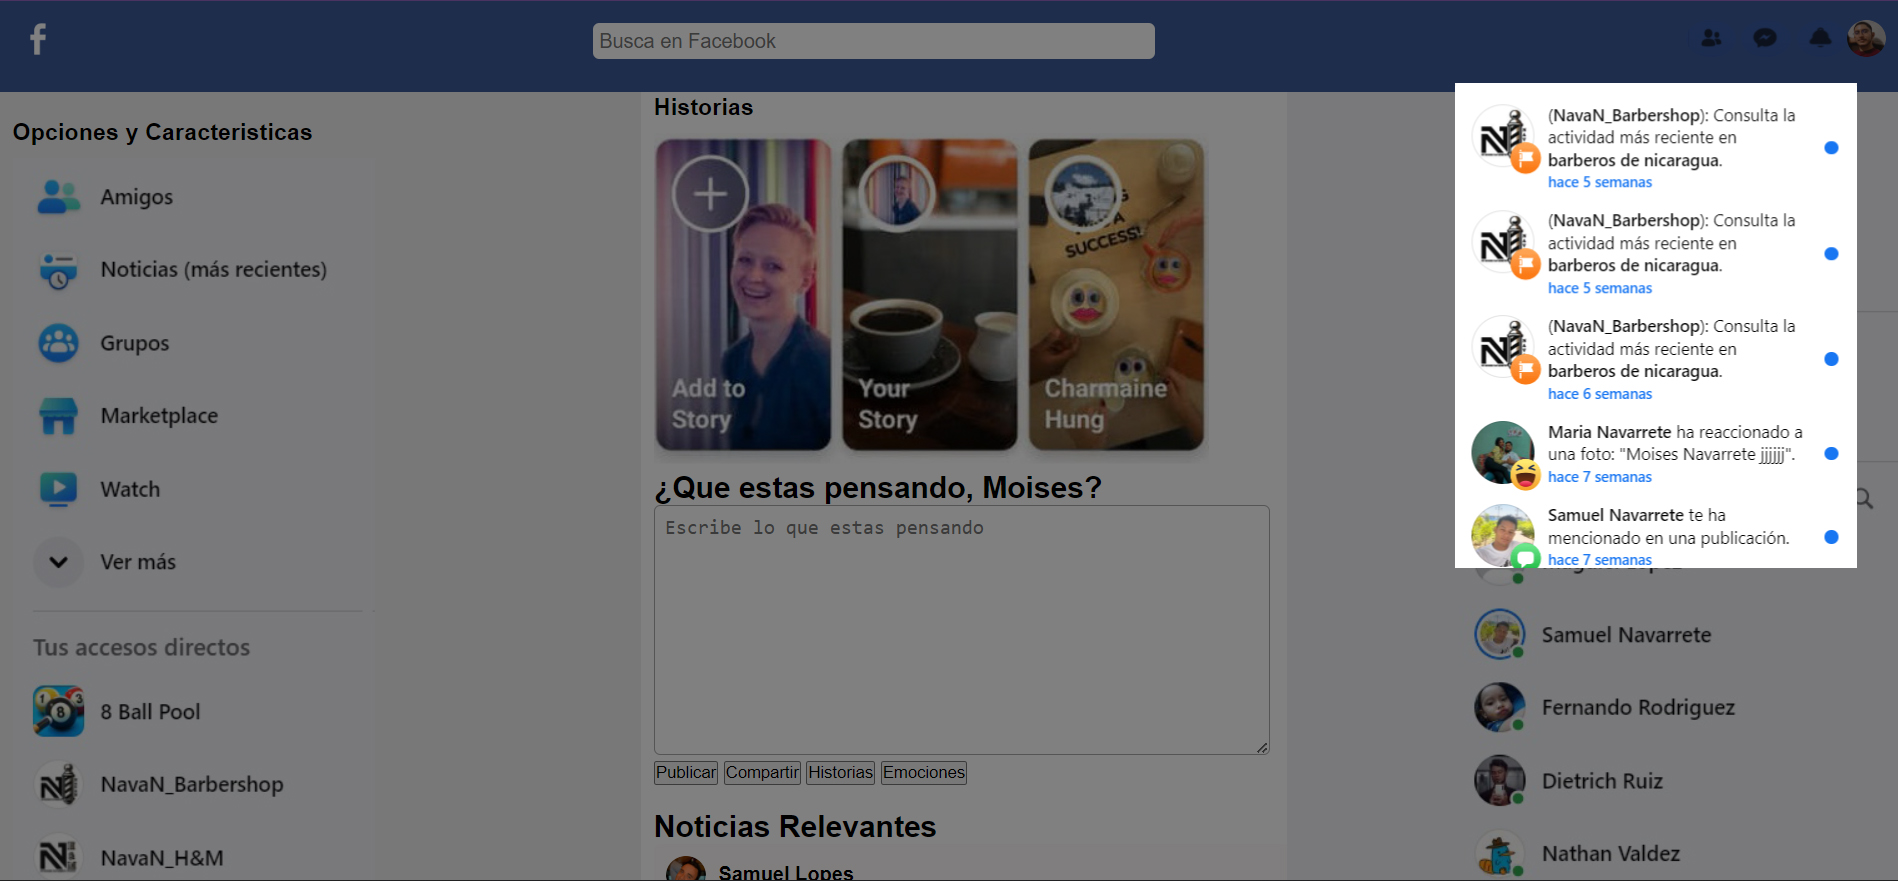 Busca en Facebook
Opciones y Caracteristicas
Amigos
Noticias (más recientes)
Grupos
Marketplace
Watch
Ver más
Tus accesos directos
8 Ball Pool
NavaN_Barbershop
NavaN_H&M
Historias
Add to
Story
Your
Story
SUCCESS!
Charmaine
Hung
¿Que estas pensando, Moises?
Escribe lo que estas pensando
Publicar Compartir Historias Emociones
Noticias Relevantes
Samuel Lopes
(NavaN_Barbershop): Consulta la
actividad más reciente en
barberos de nicaragua.
hace 5 semanas
(NavaN_Barbershop): Consulta la
actividad más reciente en
barberos de nicaragua.
hace 5 semanas
(NavaN_Barbershop): Consulta la
actividad más reciente en
barberos de nicaragua.
hace 6 semanas
Maria Navarrete ha reaccionado a
una foto: "Moises Navarrete jjjjjj".
hace 7 semanas
Samuel Navarrete te ha
mencionado en una publicación.
hace 7 semanas
Samuel Navarrete
Fernando Rodriguez
Dietrich Ruiz
Nathan Valdez